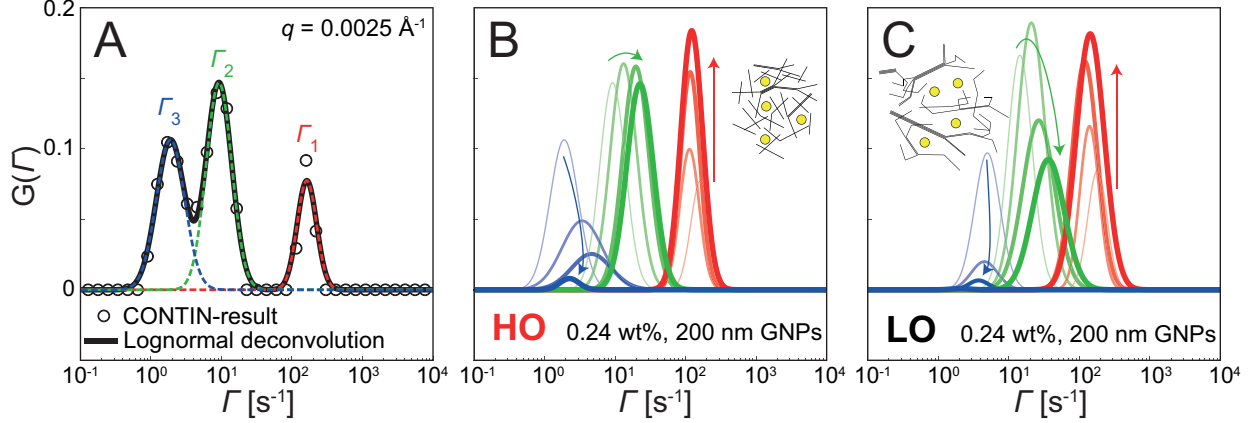 A
q = 0.0025 Å⁻¹
Γ₃
Γ₂
Γ₁
G(Γ)
0.2
0.1
0
CONTIN-result
Lognormal deconvolution
10⁻¹ 10⁰ 10¹ 10² 10³ 10⁴
Γ [s⁻¹]
B
HO 0.24 wt%, 200 nm GNPs
10⁻¹ 10⁰ 10¹ 10² 10³ 10⁴
Γ [s⁻¹]
C
LO 0.24 wt%, 200 nm GNPs
10⁻¹ 10⁰ 10¹ 10² 10³ 10⁴
Γ [s⁻¹]